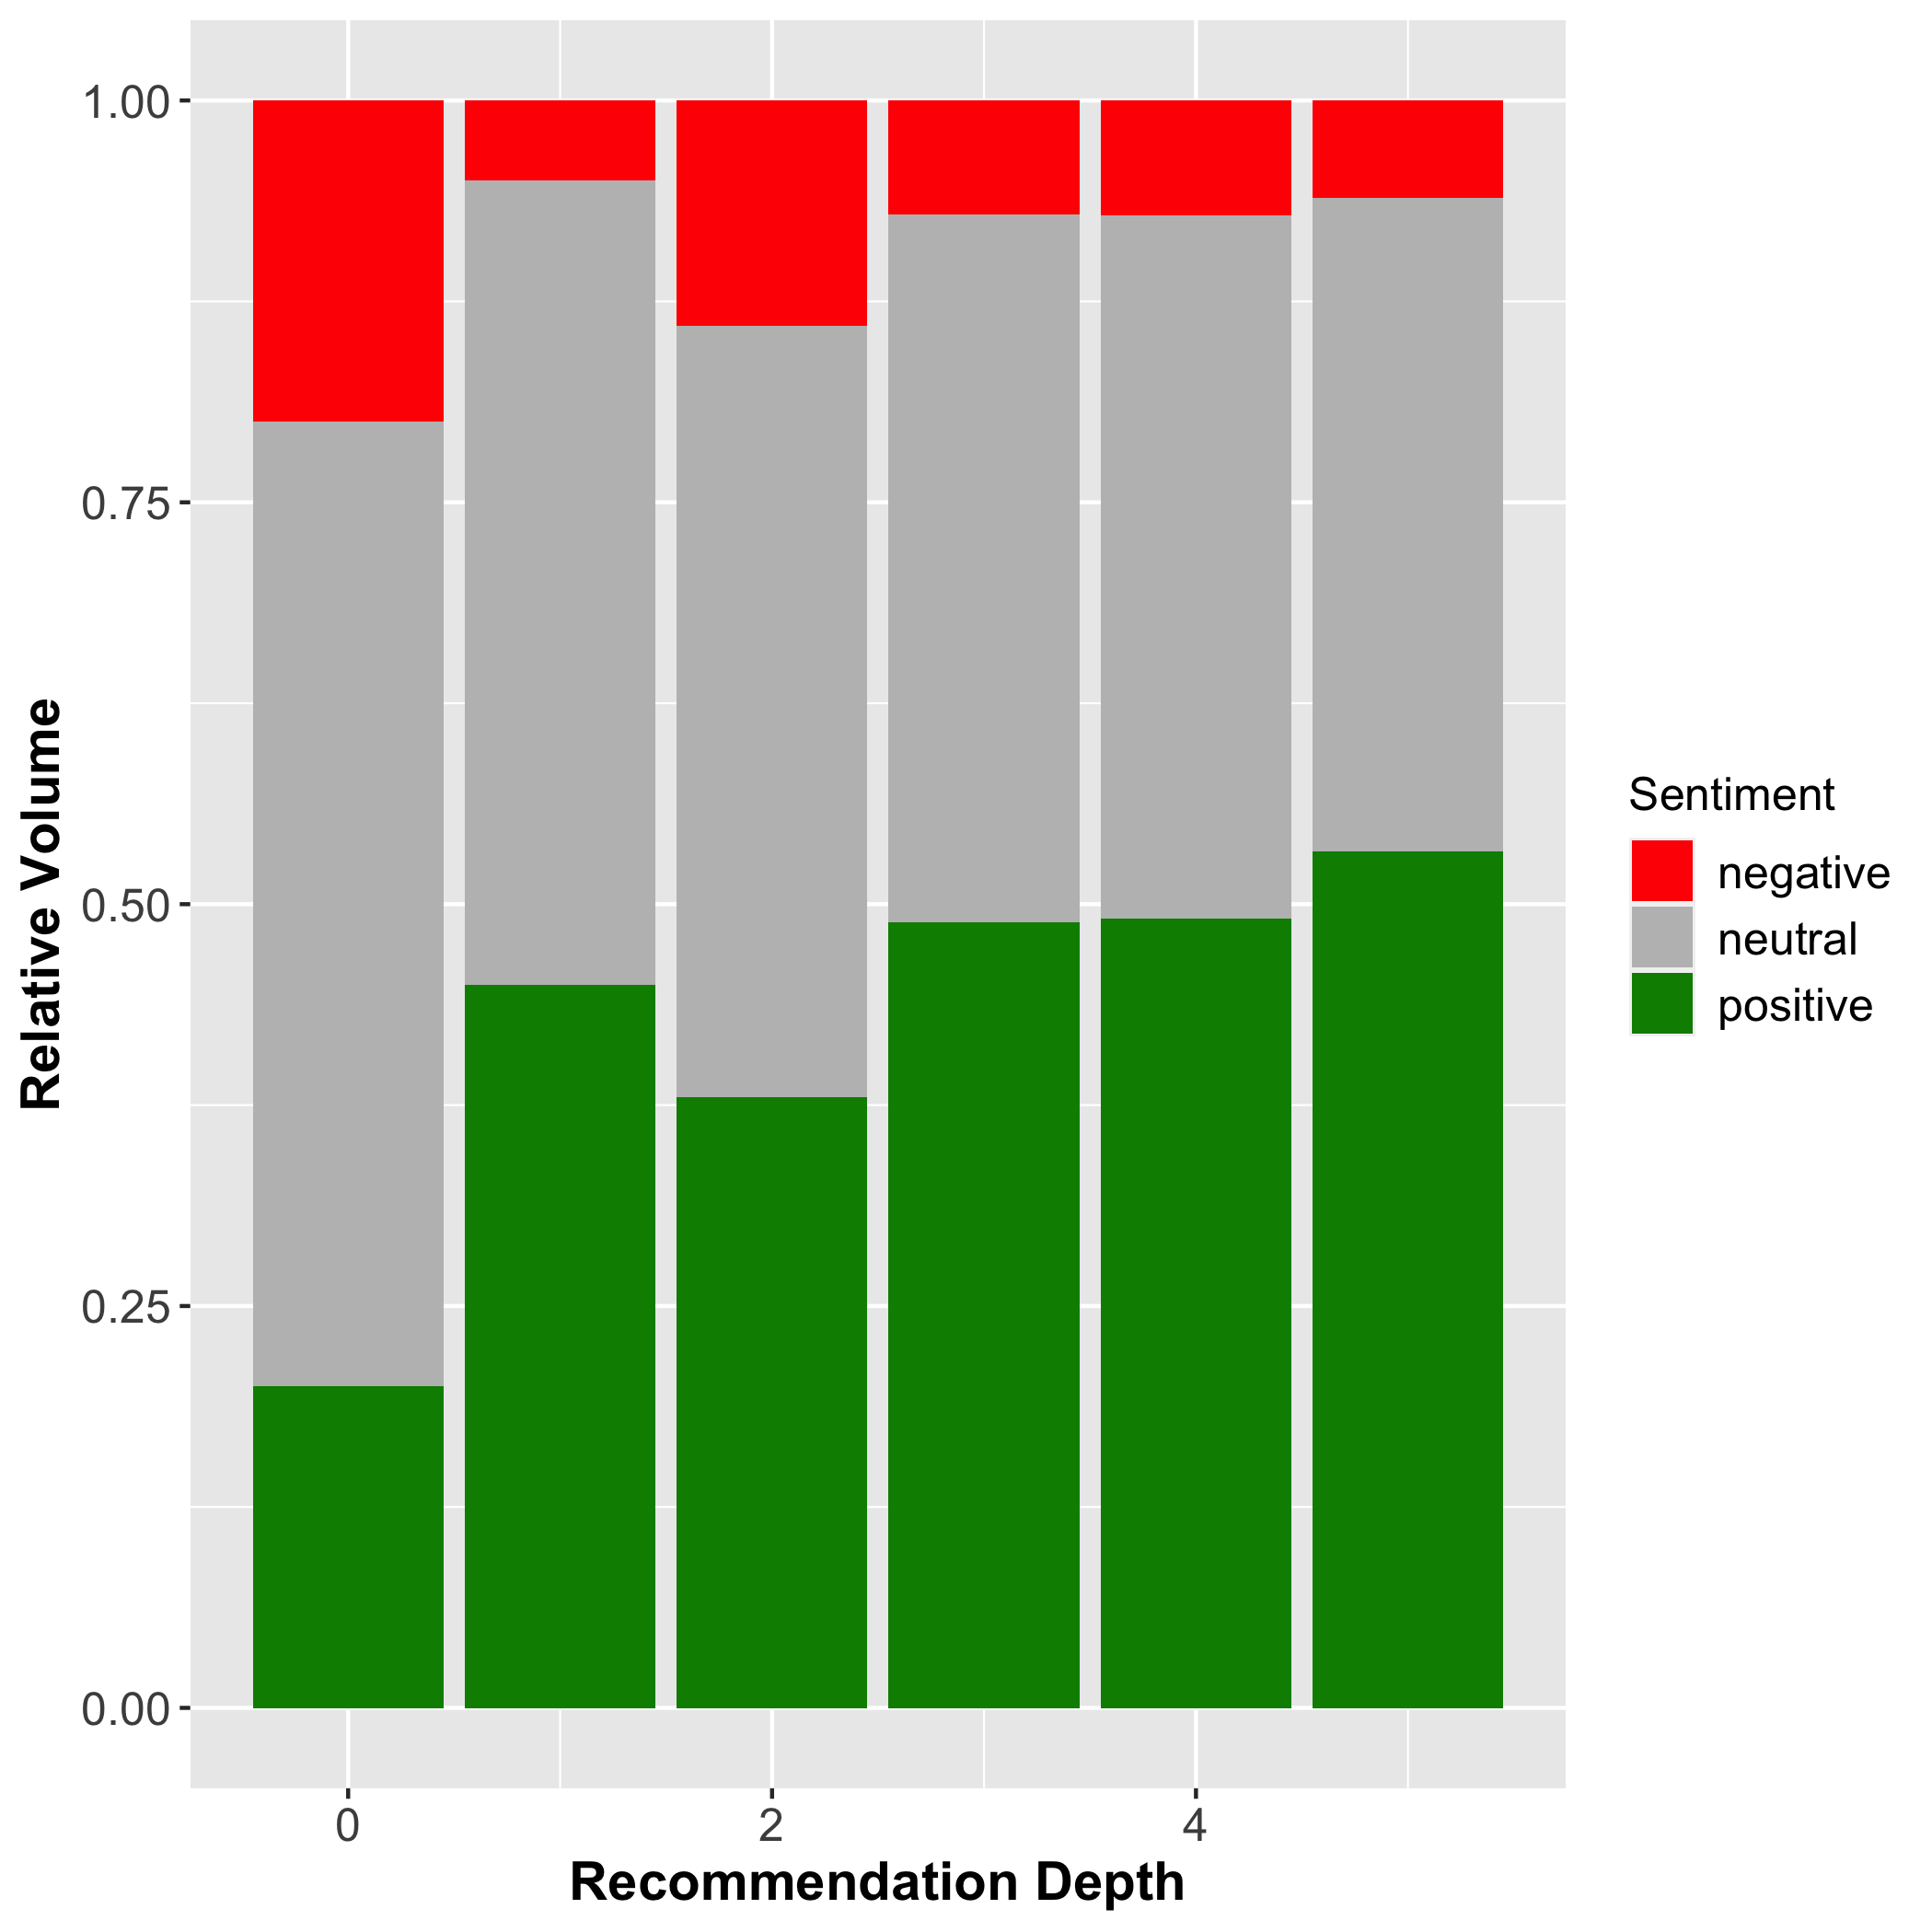 1.00
0.75
0.50
0.25
0.00
Relative Volume
0 2 4
Recommendation Depth
Sentiment
negative
neutral
positive